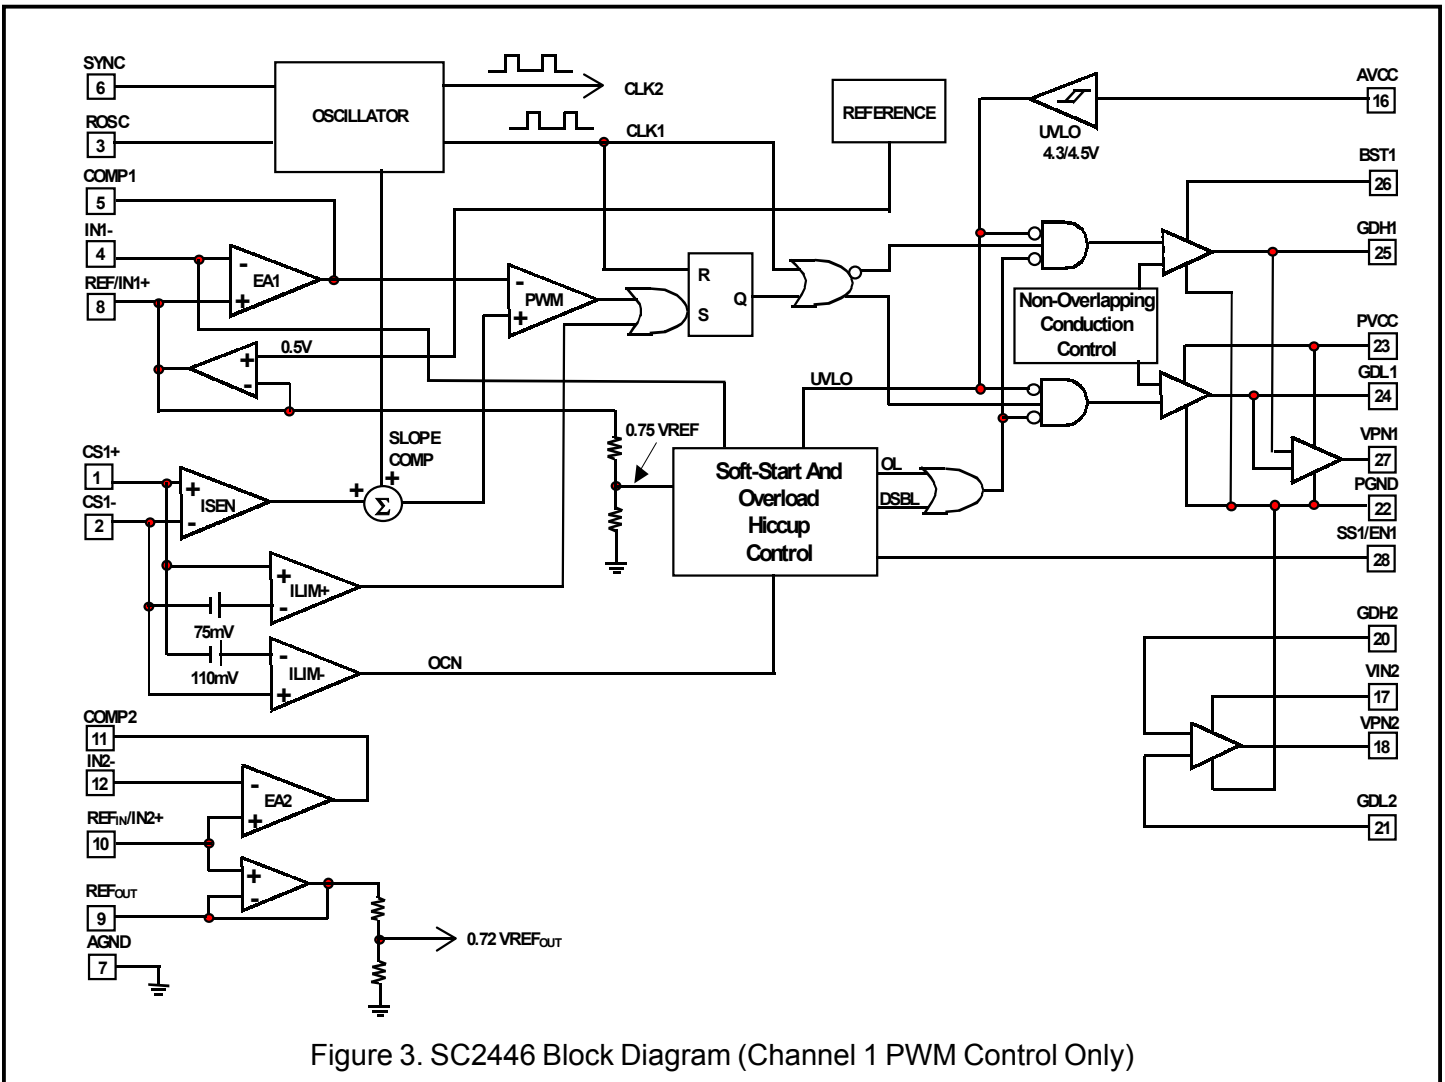 SYNC
6
ROSC
3
COMP1
5
IN1-
4
REF/IN1+
8
OSCILLATOR
CLK2
CLK1
REFERENCE
UVLO
4.3/4.5V
AVCC
16
BST1
26
GDH1
25
PVCC
23
GDL1
24
VPN1
27
PGND
22
SS1/EN1
28
- EA1 +
- PWM +
R
S
Q
Non-Overlapping
Conduction
Control
0.5V
+
-
UVLO
0.75 VREF
SLOPE
COMP
CS1+
1
CS1-
2
+ ISEN -
+ +
Σ
Soft-Start And
Overload
Hiccup
Control
OL
DSBL
+ ILIM+ -
75mV
- ILIM- +
110mV
OCN
COMP2
11
IN2-
12
REFIN/IN2+
10
REFOUT
9
AGND
7
- EA2 +
+
-
0.72 VREFOUT
GDH2
20
VIN2
17
VPN2
18
GDL2
21
Figure 3. SC2446 Block Diagram (Channel 1 PWM Control Only)